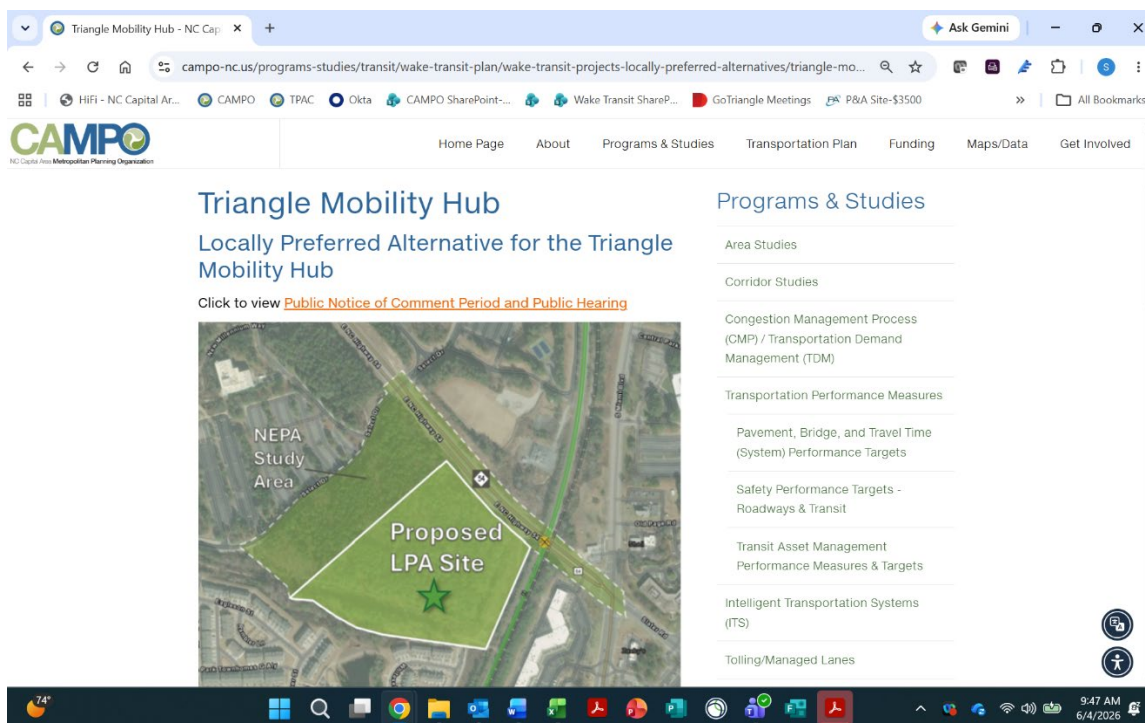 Triangle Mobility Hub - NC Cap
Ask Gemini
campo-nc.us/programs-studies/transit/wake-transit-plan/wake-transit-projects-locally-preferred-alternatives/triangle-mo...
S
HiFi - NC Capital Ar...
CAMPO
TPAC
Okta
CAMPO SharePoint-...
Wake Transit ShareP...
GoTriangle Meetings
P&A Site-$3500
»
All Bookmarks
CAMPO
NC Capital Area Metropolitan Planning Organization
Home Page
About
Programs & Studies
Transportation Plan
Funding
Maps/Data
Get Involved
Triangle Mobility Hub
Locally Preferred Alternative for the Triangle
Mobility Hub
Click to view Public Notice of Comment Period and Public Hearing
E NC Highway 54
NEPA
Study
Area
54
E NC Highway 54
Proposed
LPA Site
Programs & Studies
Area Studies
Corridor Studies
Congestion Management Process
(CMP) / Transportation Demand
Management (TDM)
Transportation Performance Measures
Pavement, Bridge, and Travel Time
(System) Performance Targets
Safety Performance Targets -
Roadways & Transit
Transit Asset Management
Performance Measures & Targets
Intelligent Transportation Systems
(ITS)
Tolling/Managed Lanes
74°
9:47 AM
6/4/2026